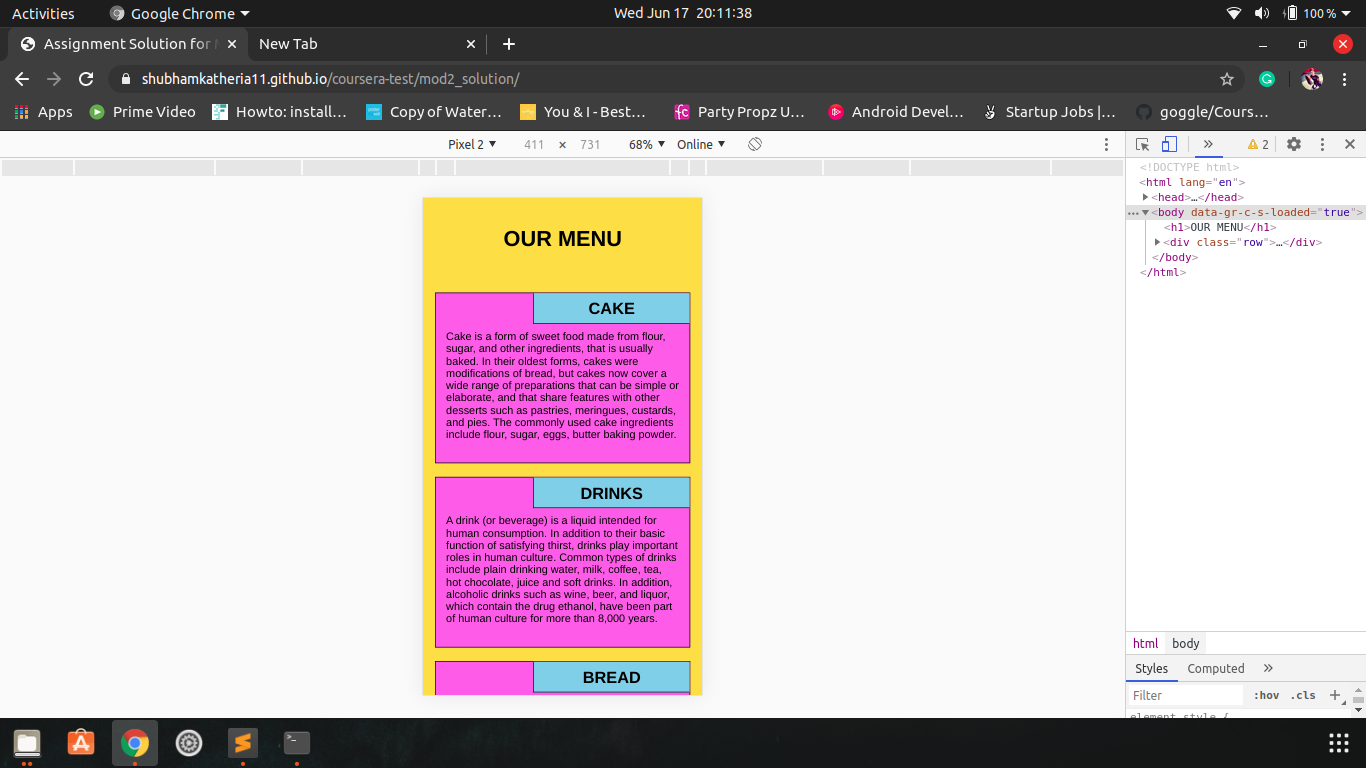 Activities Google Chrome Wed Jun 17 20:11:38 100 %
Assignment Solution for New Tab
shubhamkatheria11.github.io/coursera-test/mod2_solution/
Apps Prime Video Howto: install... Copy of Water... You & I - Best... Party Propz U... Android Devel... Startup Jobs |... goggle/Cours...
Pixel 2 411 x 731 68% Online 2
<!DOCTYPE html>
<html lang="en">
<head>…</head>
<body data-gr-c-s-loaded="true">
<h1>OUR MENU</h1>
<div class="row">…</div>
</body>
</html>
OUR MENU
CAKE
Cake is a form of sweet food made from flour,
sugar, and other ingredients, that is usually
baked. In their oldest forms, cakes were
modifications of bread, but cakes now cover a
wide range of preparations that can be simple or
elaborate, and that share features with other
desserts such as pastries, meringues, custards,
and pies. The commonly used cake ingredients
include flour, sugar, eggs, butter baking powder.
DRINKS
A drink (or beverage) is a liquid intended for
human consumption. In addition to their basic
function of satisfying thirst, drinks play important
roles in human culture. Common types of drinks
include plain drinking water, milk, coffee, tea,
hot chocolate, juice and soft drinks. In addition,
alcoholic drinks such as wine, beer, and liquor,
which contain the drug ethanol, have been part
of human culture for more than 8,000 years.
BREAD
html body
Styles Computed
Filter :hov .cls
element.style {